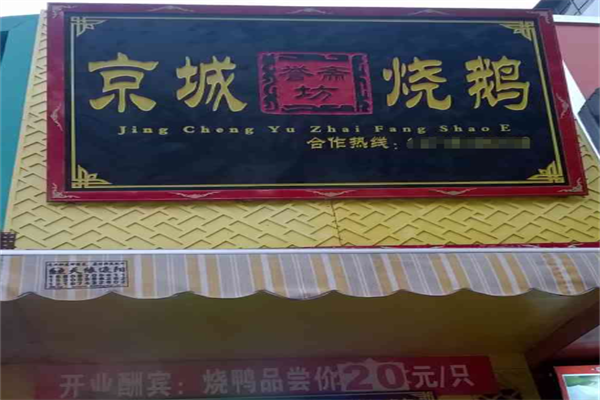 京城 誉斋坊 烧鹅
Jing Cheng Yu Zhai Fang Shao E
合作热线:
开业酬宾：烧鸭品尝价20元/只